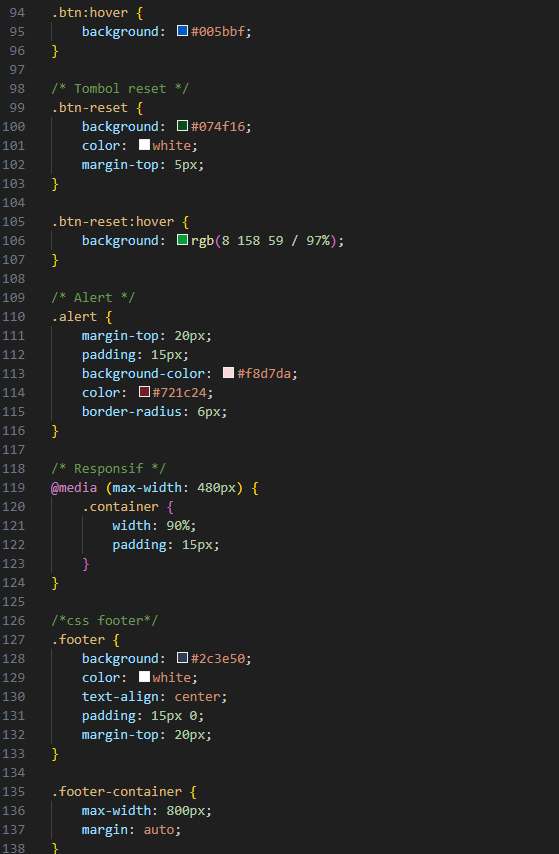 94 .btn:hover {
95     background: #005bbf;
96 }
97
98 /* Tombol reset */
99 .btn-reset {
100     background: #074f16;
101     color: white;
102     margin-top: 5px;
103 }
104
105 .btn-reset:hover {
106     background: rgb(8 158 59 / 97%);
107 }
108
109 /* Alert */
110 .alert {
111     margin-top: 20px;
112     padding: 15px;
113     background-color: #f8d7da;
114     color: #721c24;
115     border-radius: 6px;
116 }
117
118 /* Responsif */
119 @media (max-width: 480px) {
120     .container {
121         width: 90%;
122         padding: 15px;
123     }
124 }
125
126 /*css footer*/
127 .footer {
128     background: #2c3e50;
129     color: white;
130     text-align: center;
131     padding: 15px 0;
132     margin-top: 20px;
133 }
134
135 .footer-container {
136     max-width: 800px;
137     margin: auto;
138 }